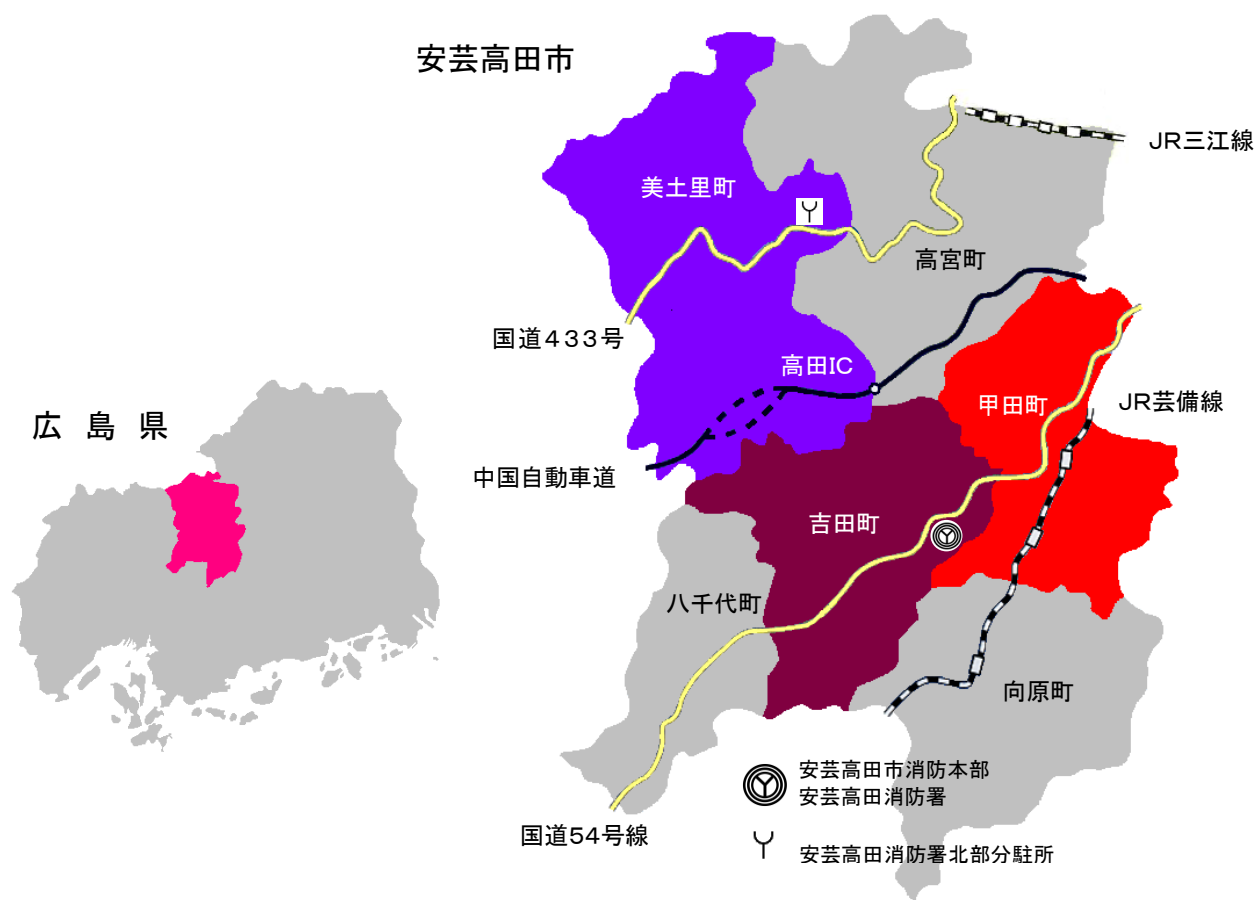 安芸高田市
JR三江線
美土里町
高宮町
国道433号
高田IC
広島県
甲田町
JR芸備線
中国自動車道
吉田町
八千代町
向原町
安芸高田市消防本部
安芸高田消防署
国道54号線
安芸高田消防署北部分駐所